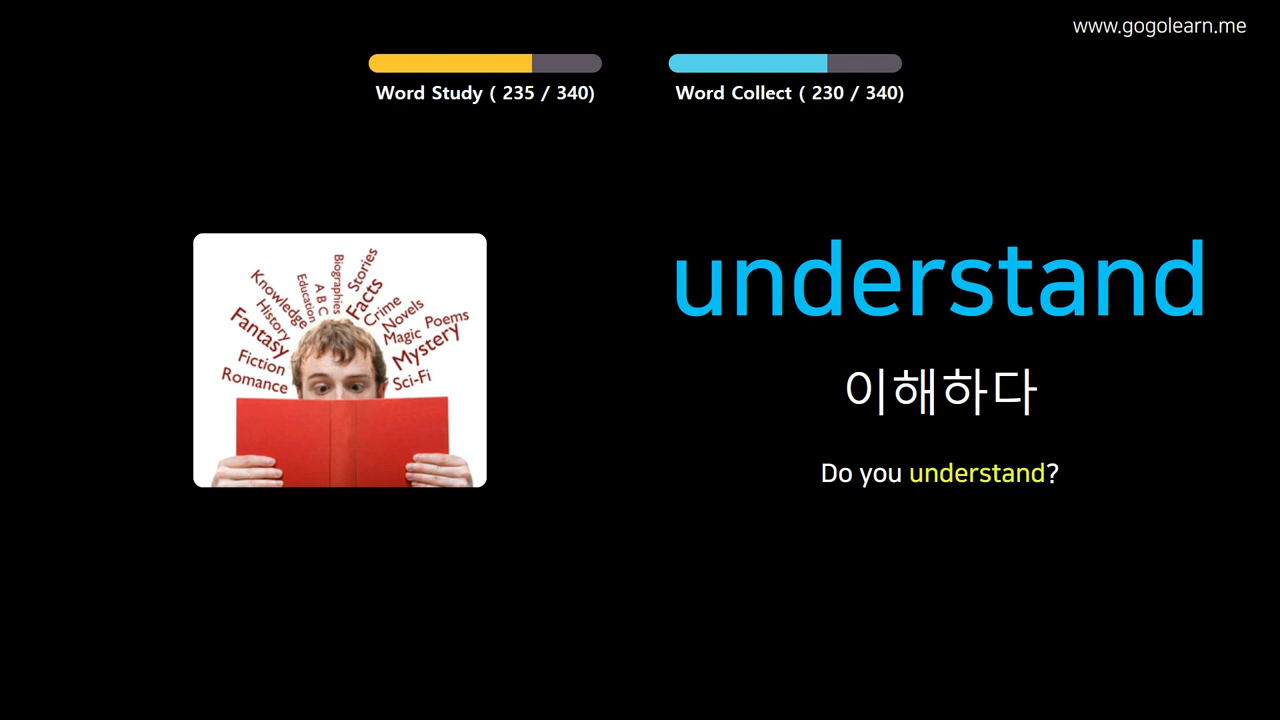 www.gogolearn.me
Word Study ( 235 / 340)
Word Collect ( 230 / 340)
Knowledge
History
Fantasy
Fiction
Romance
Education
A B C
Biographies
Stories
Facts
Crime
Novels
Magic
Poems
Mystery
Sci-Fi
understand
이해하다
Do you understand?